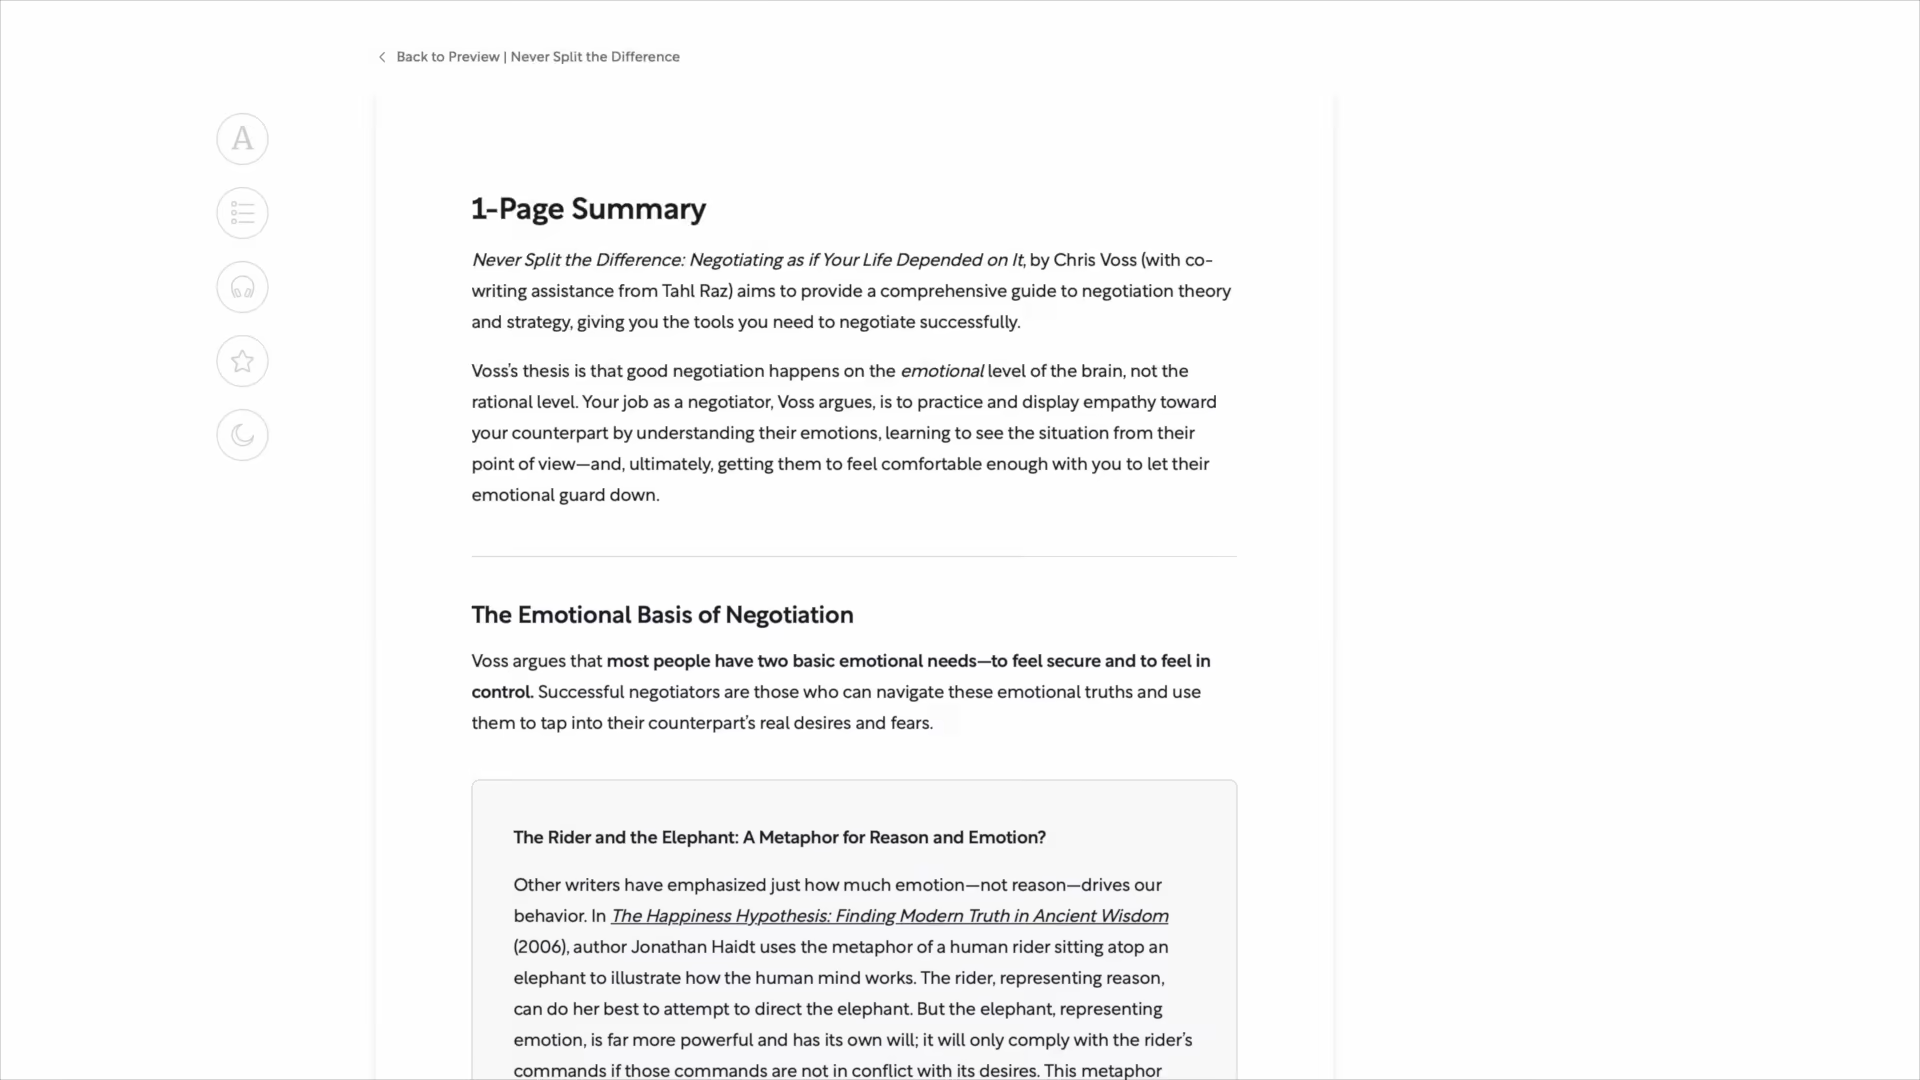 Back to Preview | Never Split the Difference
A
1-Page Summary
Never Split the Difference: Negotiating as if Your Life Depended on It, by Chris Voss (with co-
writing assistance from Tahl Raz) aims to provide a comprehensive guide to negotiation theory
and strategy, giving you the tools you need to negotiate successfully.
Voss's thesis is that good negotiation happens on the emotional level of the brain, not the
rational level. Your job as a negotiator, Voss argues, is to practice and display empathy toward
your counterpart by understanding their emotions, learning to see the situation from their
point of view—and, ultimately, getting them to feel comfortable enough with you to let their
emotional guard down.
The Emotional Basis of Negotiation
Voss argues that most people have two basic emotional needs—to feel secure and to feel in
control. Successful negotiators are those who can navigate these emotional truths and use
them to tap into their counterpart's real desires and fears.
The Rider and the Elephant: A Metaphor for Reason and Emotion?
Other writers have emphasized just how much emotion—not reason—drives our
behavior. In The Happiness Hypothesis: Finding Modern Truth in Ancient Wisdom
(2006), author Jonathan Haidt uses the metaphor of a human rider sitting atop an
elephant to illustrate how the human mind works. The rider, representing reason,
can do her best to attempt to direct the elephant. But the elephant, representing
emotion, is far more powerful and has its own will; it will only comply with the rider's
commands if those commands are not in conflict with its desires. This metaphor